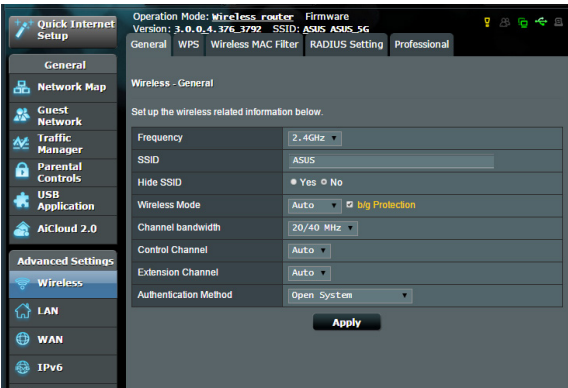 Quick Internet
Setup
General
Network Map
Guest
Network
Traffic
Manager
Parental
Controls
USB
Application
AiCloud 2.0
Advanced Settings
Wireless
LAN
WAN
IPv6
Operation Mode: Wireless router Firmware
Version: 3.0.0.4.376_3792 SSID: ASUS ASUS_5G
General WPS Wireless MAC Filter RADIUS Setting Professional
Wireless - General
Set up the wireless related information below.
Frequency 2.4GHz
SSID ASUS
Hide SSID Yes No
Wireless Mode Auto b/g Protection
Channel bandwidth 20/40 MHz
Control Channel Auto
Extension Channel Auto
Authentication Method Open System
Apply